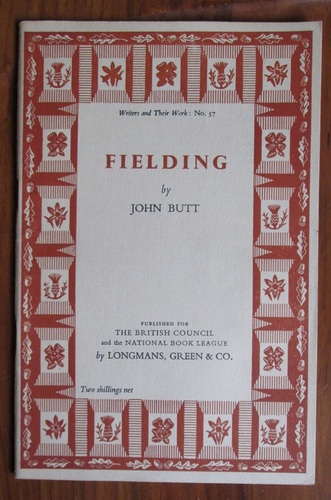 Writers and Their Work: No. 57
FIELDING
by
JOHN BUTT
PUBLISHED FOR
THE BRITISH COUNCIL
and the NATIONAL BOOK LEAGUE
by LONGMANS, GREEN & CO.
Two shillings net